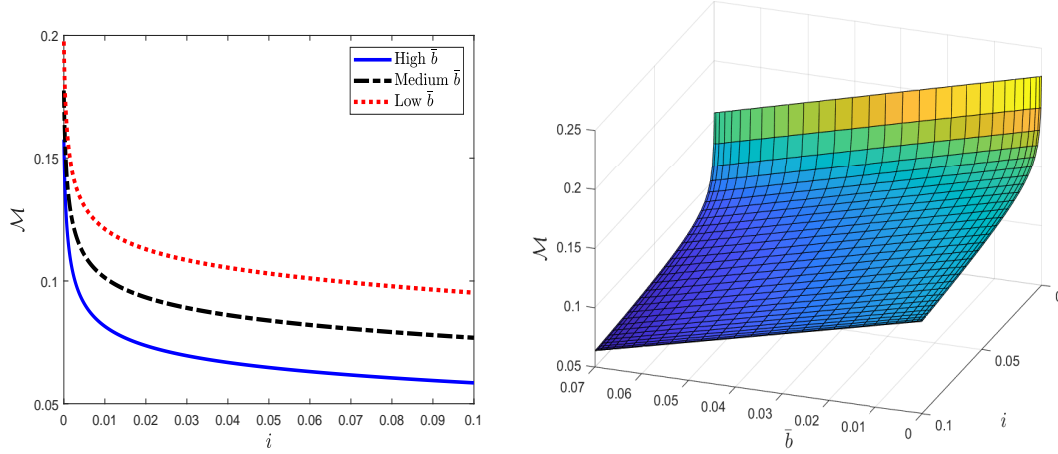 0.2
0.15
0.1
0.05
ℳ
0 0.01 0.02 0.03 0.04 0.05 0.06 0.07 0.08 0.09 0.1
i
High b̄
Medium b̄
Low b̄
0.25
0.2
0.15
0.1
0.05
ℳ
0.07 0.06 0.05 0.04 0.03 0.02 0.01 0
b̄
0.1 0.05 0
i